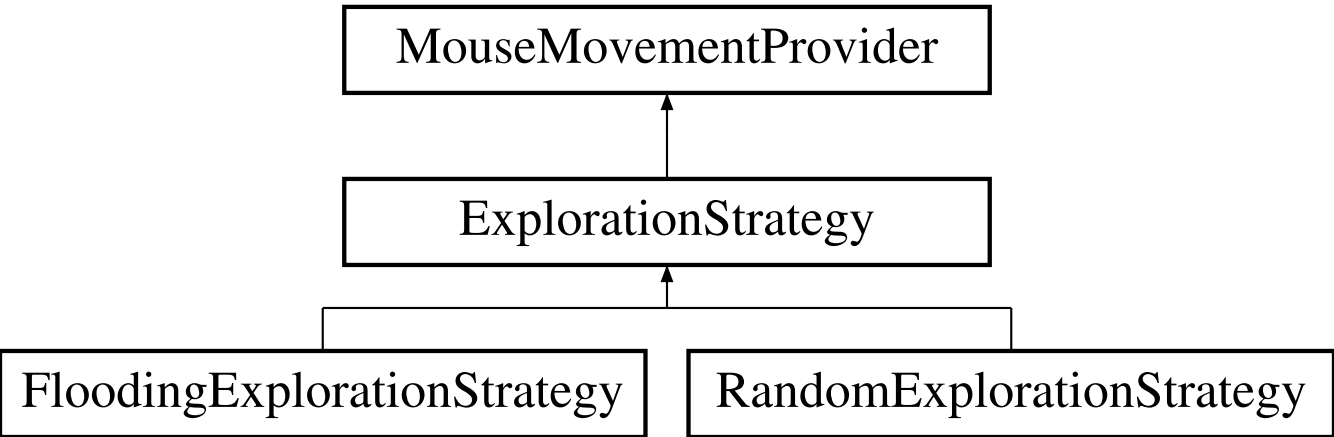 MouseMovementProvider
ExplorationStrategy
FloodingExplorationStrategy
RandomExplorationStrategy